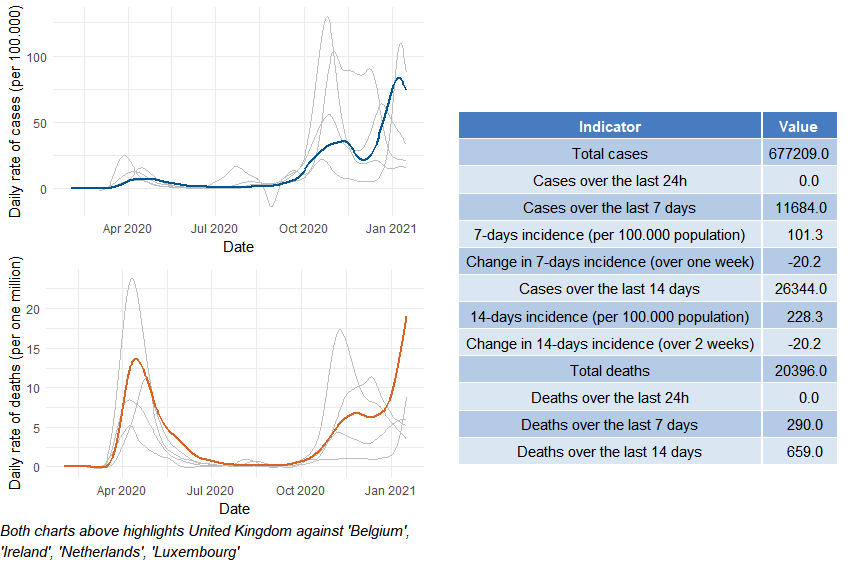 Daily rate of cases (per 100.000)
100
50
0
Apr 2020 Jul 2020 Oct 2020 Jan 2021
Date
Daily rate of deaths (per one million)
20
15
10
5
0
Apr 2020 Jul 2020 Oct 2020 Jan 2021
Date
Both charts above highlights United Kingdom against 'Belgium',
'Ireland', 'Netherlands', 'Luxembourg'
Indicator Value
Total cases 677209.0
Cases over the last 24h 0.0
Cases over the last 7 days 11684.0
7-days incidence (per 100.000 population) 101.3
Change in 7-days incidence (over one week) -20.2
Cases over the last 14 days 26344.0
14-days incidence (per 100.000 population) 228.3
Change in 14-days incidence (over 2 weeks) -20.2
Total deaths 20396.0
Deaths over the last 24h 0.0
Deaths over the last 7 days 290.0
Deaths over the last 14 days 659.0